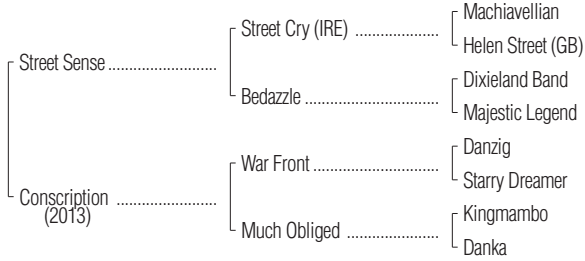 Machiavellian
Street Cry (IRE) ....................
Helen Street (GB)
Street Sense ..........................
Dixieland Band
Bedazzle ................................
Majestic Legend
Danzig
War Front ..............................
Starry Dreamer
Conscription ........................
(2013)
Kingmambo
Much Obliged ......................
Danka